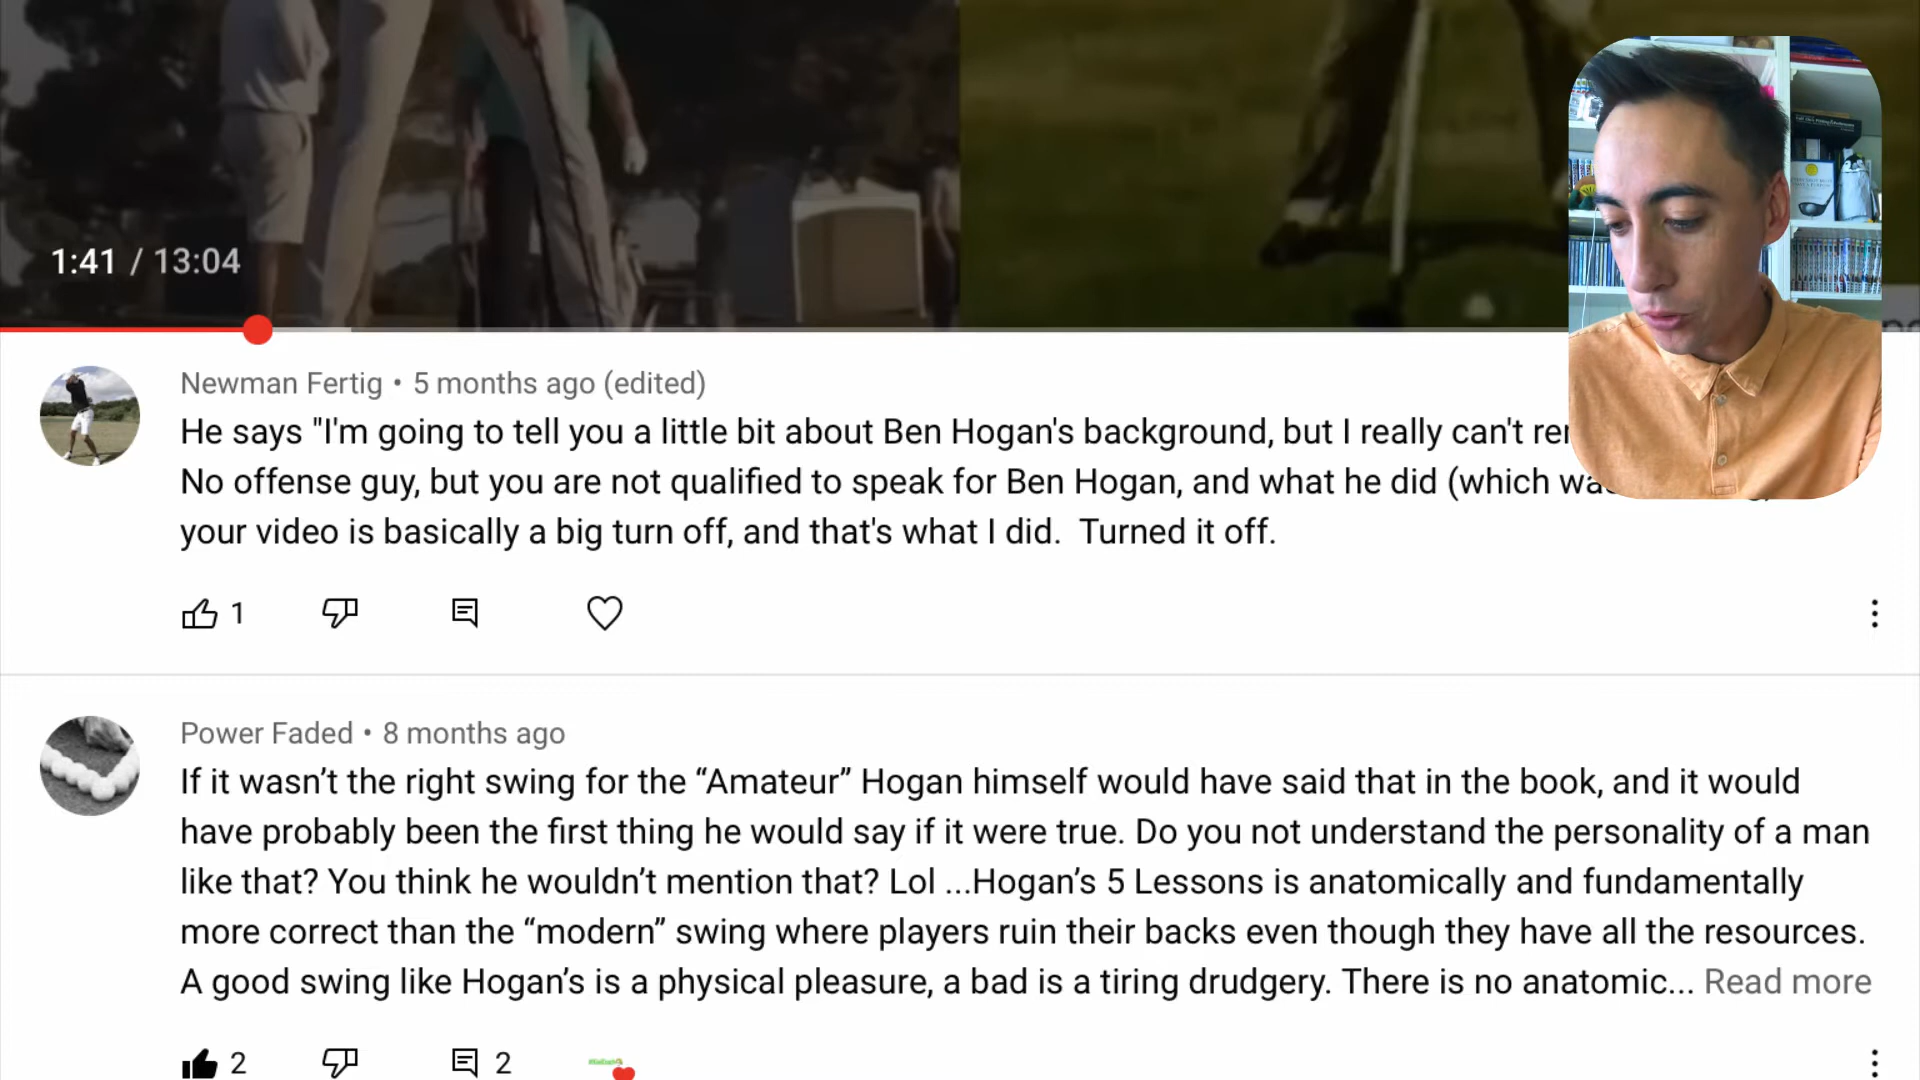 1:41 / 13:04
Newman Fertig • 5 months ago (edited)
He says "I'm going to tell you a little bit about Ben Hogan's background, but I really can't
No offense guy, but you are not qualified to speak for Ben Hogan, and what he did (which
your video is basically a big turn off, and that's what I did.  Turned it off.
1
Power Faded • 8 months ago
If it wasn’t the right swing for the “Amateur” Hogan himself would have said that in the book, and it would
have probably been the first thing he would say if it were true. Do you not understand the personality of a man
like that? You think he wouldn’t mention that? Lol ...Hogan’s 5 Lessons is anatomically and fundamentally
more correct than the “modern” swing where players ruin their backs even though they have all the resources.
A good swing like Hogan’s is a physical pleasure, a bad is a tiring drudgery. There is no anatomic... Read more
2
2